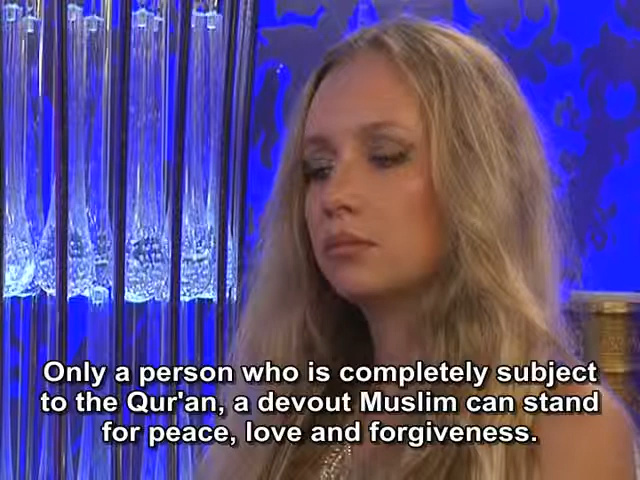 Only a person who is completely subject
to the Qur'an, a devout Muslim can stand
for peace, love and forgiveness.